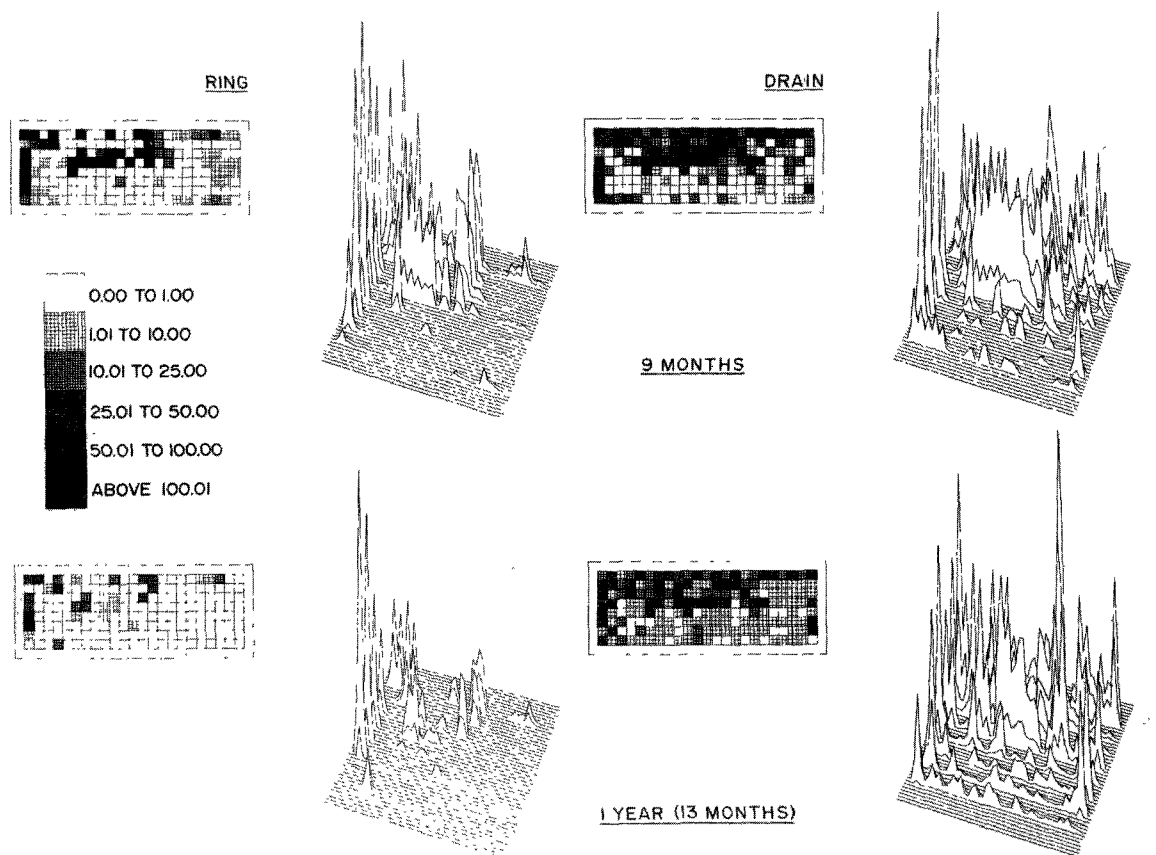 RING
DRAIN
0.00 TO 1.00
1.01 TO 10.00
10.01 TO 25.00
25.01 TO 50.00
50.01 TO 100.00
ABOVE 100.01
9 MONTHS
1 YEAR (13 MONTHS)